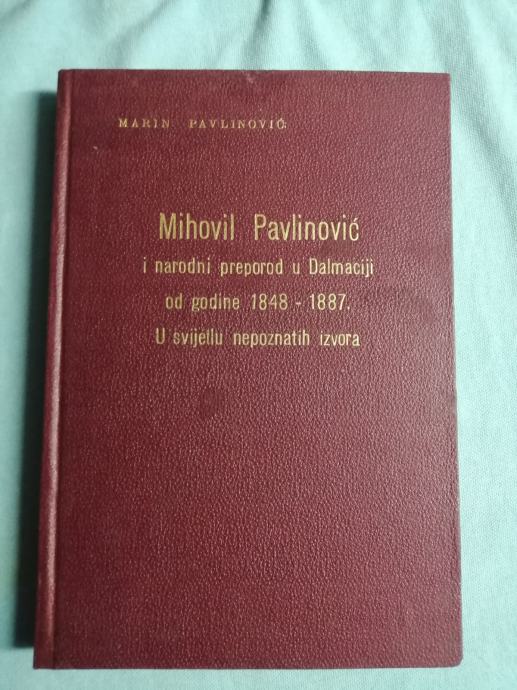 MARIN PAVLINOVIĆ
Mihovil Pavlinović
i narodni preporod u Dalmaciji
od godine 1848 - 1887.
U svijetlu nepoznatih izvora